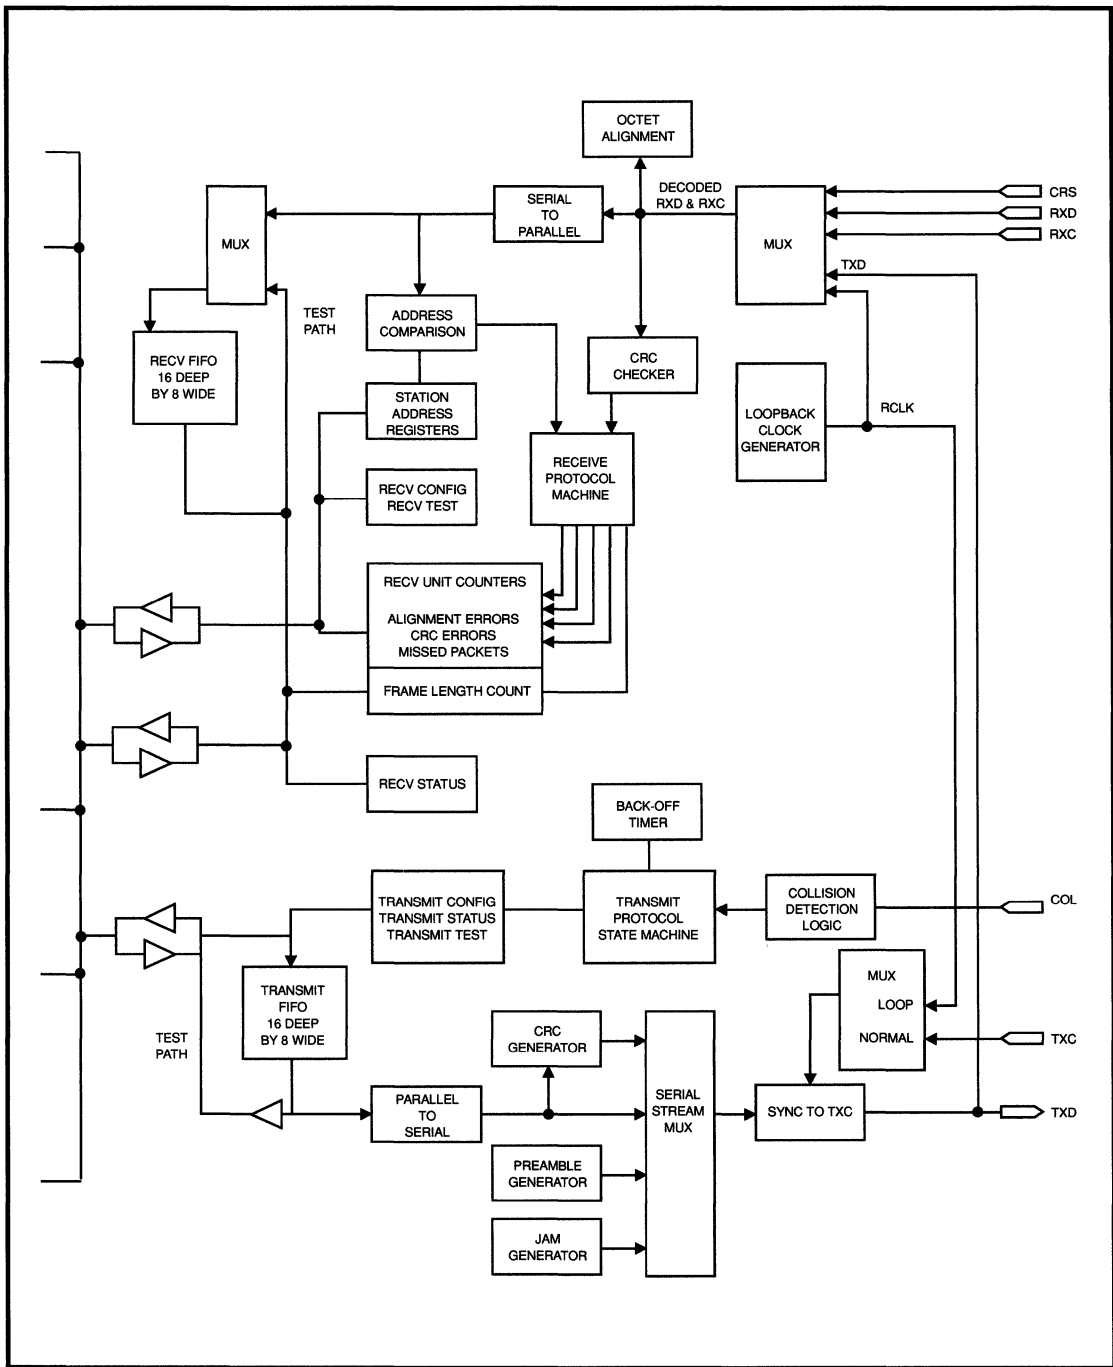 OCTET
ALIGNMENT
DECODED
RXD & RXC
SERIAL
TO
PARALLEL
MUX
MUX
CRS
RXD
RXC
TXD
TEST
PATH
ADDRESS
COMPARISON
RECV FIFO
16 DEEP
BY 8 WIDE
CRC
CHECKER
STATION
ADDRESS
REGISTERS
LOOPBACK
CLOCK
GENERATOR
RCLK
RECEIVE
PROTOCOL
MACHINE
RECV CONFIG
RECV TEST
RECV UNIT COUNTERS
ALIGNMENT ERRORS
CRC ERRORS
MISSED PACKETS
FRAME LENGTH COUNT
RECV STATUS
BACK-OFF
TIMER
TRANSMIT CONFIG
TRANSMIT STATUS
TRANSMIT TEST
TRANSMIT
PROTOCOL
STATE MACHINE
COLLISION
DETECTION
LOGIC
COL
TRANSMIT
FIFO
16 DEEP
BY 8 WIDE
MUX
LOOP
NORMAL
TXC
TEST
PATH
CRC
GENERATOR
PARALLEL
TO
SERIAL
SERIAL
STREAM
MUX
SYNC TO TXC
TXD
PREAMBLE
GENERATOR
JAM
GENERATOR